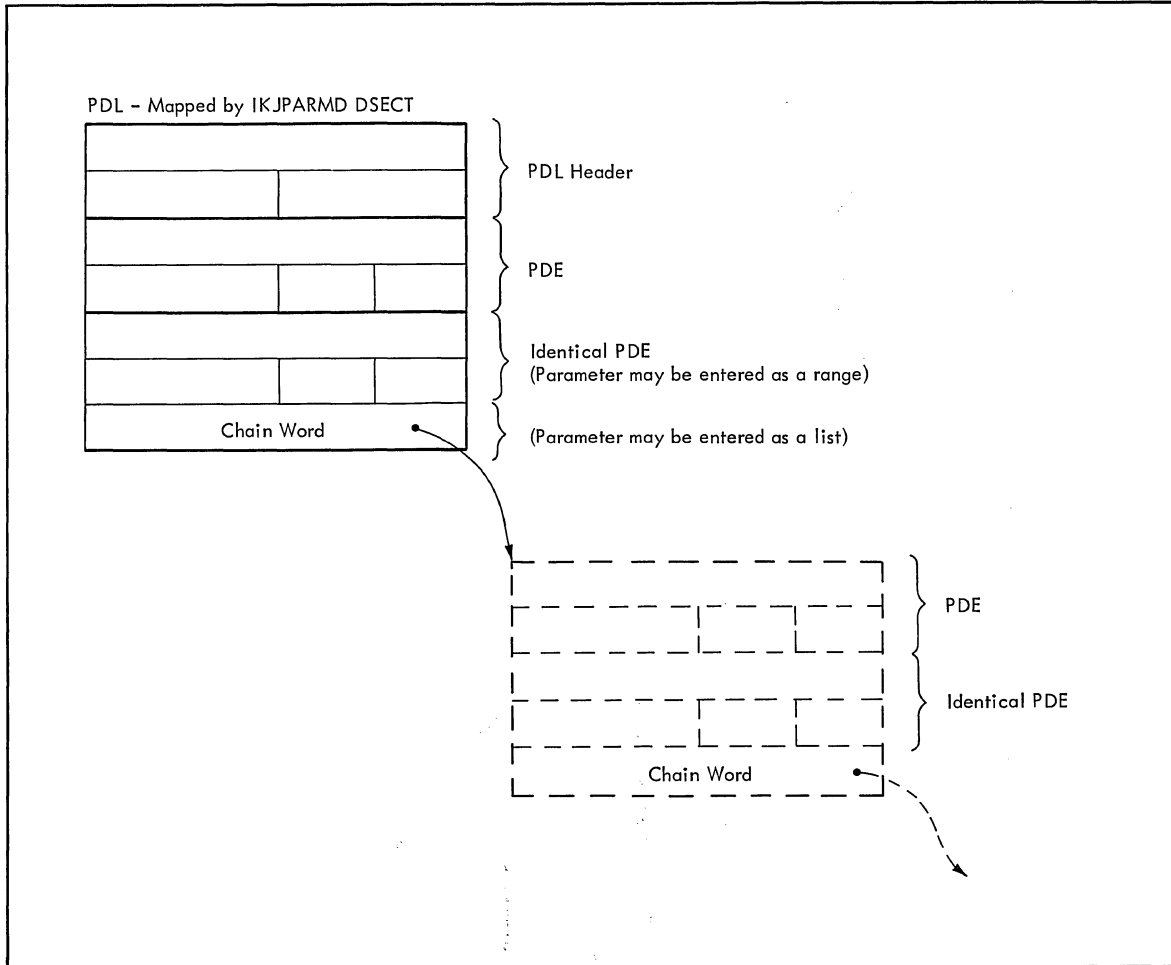 PDL - Mapped by IKJPARMD DSECT
PDL Header
PDE
Identical PDE
(Parameter may be entered as a range)
Chain Word
(Parameter may be entered as a list)
PDE
Identical PDE
Chain Word